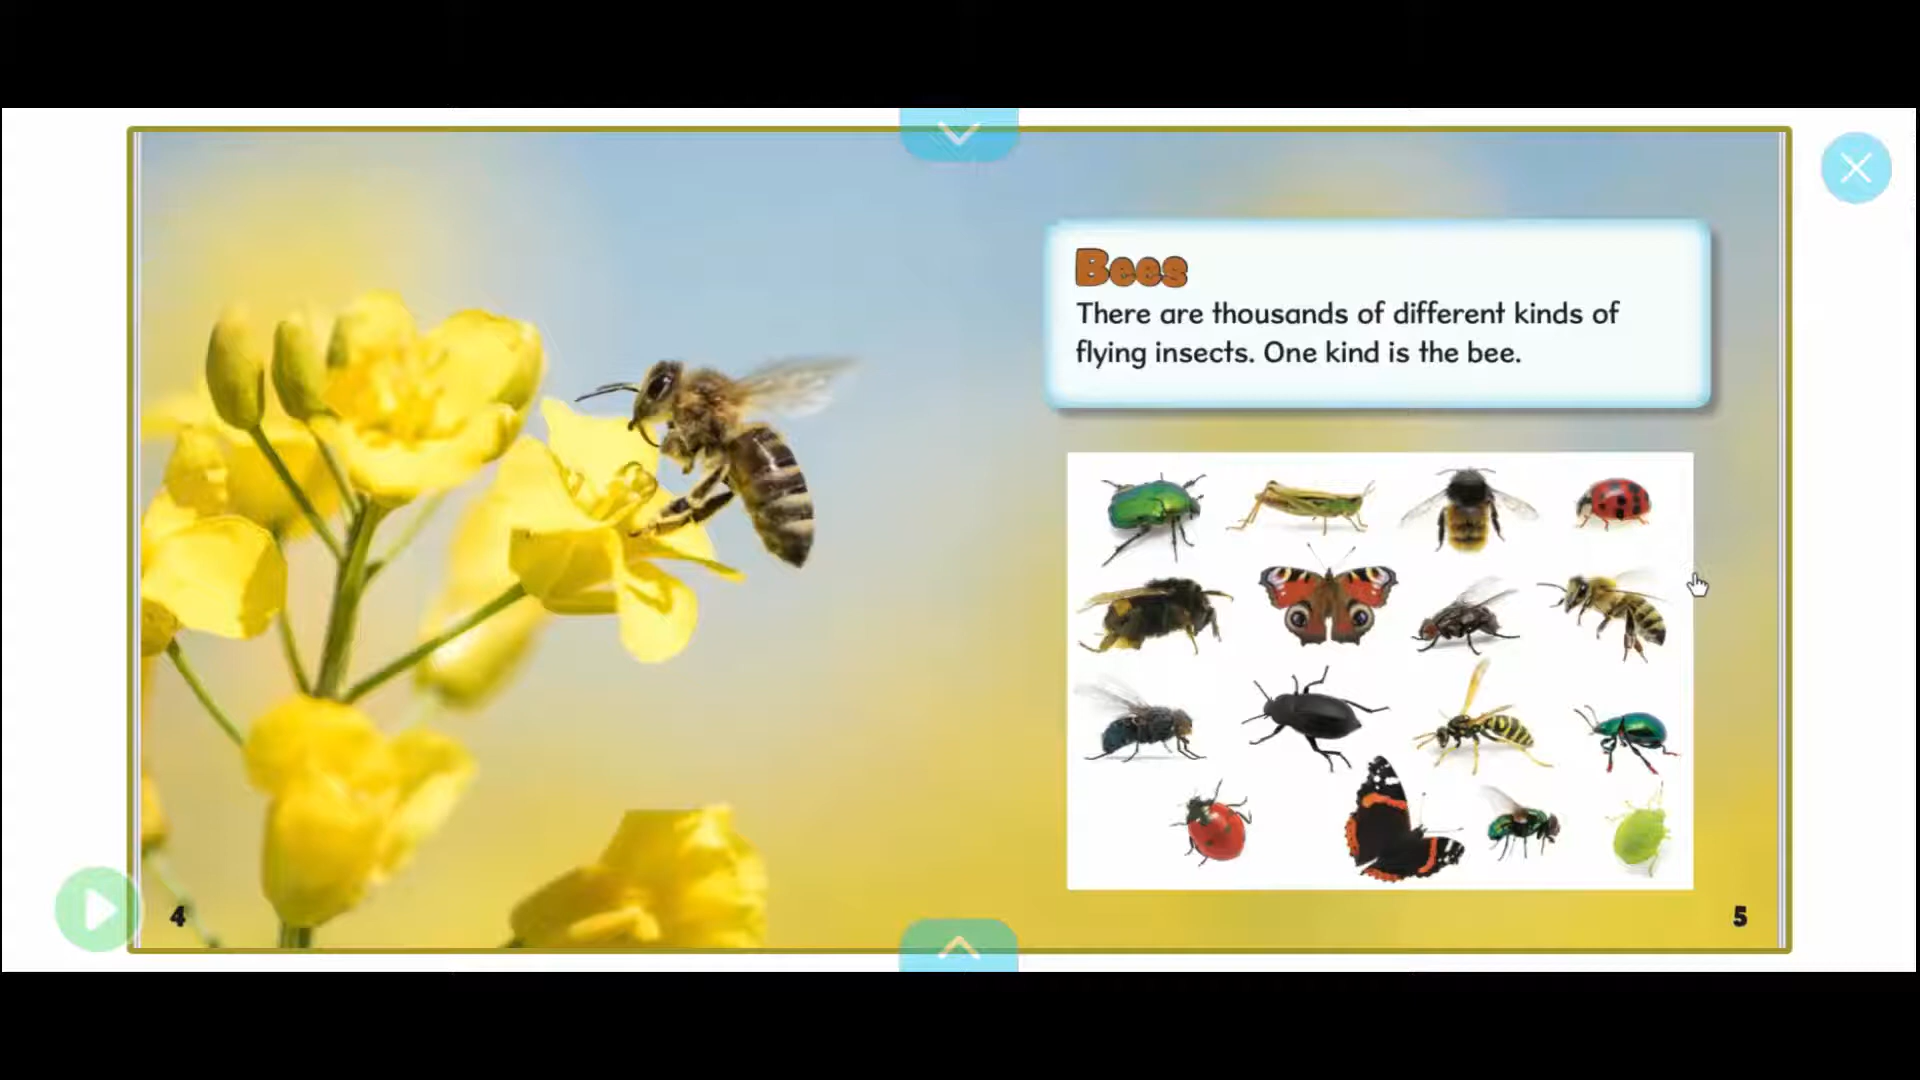 Bees
There are thousands of different kinds of
flying insects. One kind is the bee.
4
5